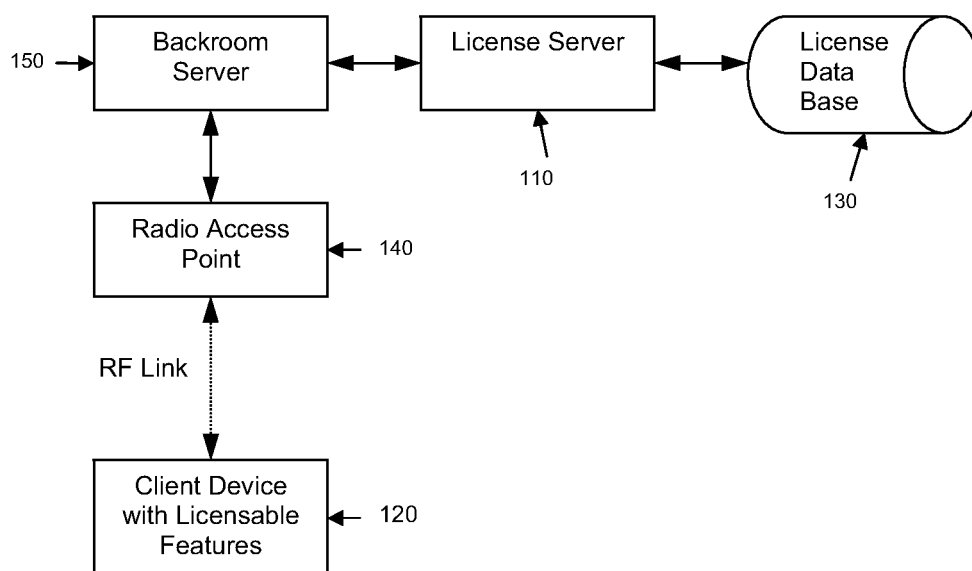 150
Backroom
Server
License Server
License
Data
Base
110
130
Radio Access
Point
140
RF Link
Client Device
with Licensable
Features
120